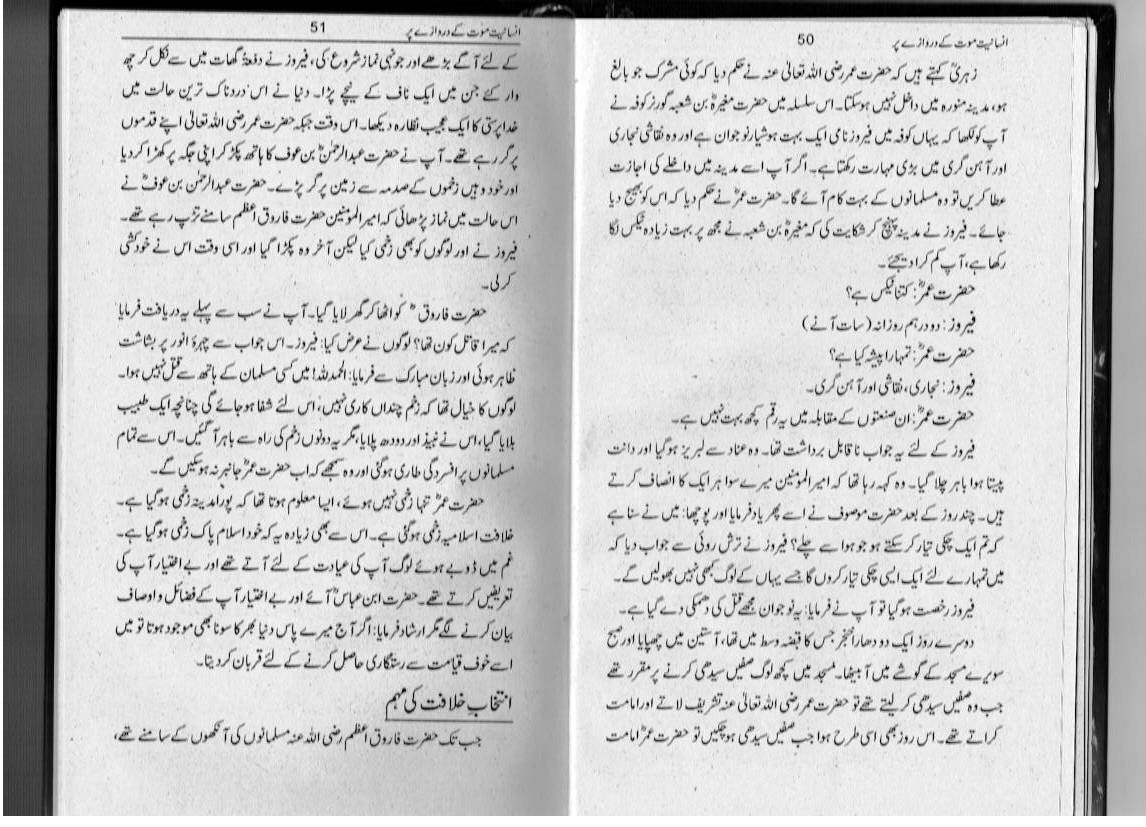 انسانیت موت کے دروازے پر
50
زہریؒ کہتے ہیں کہ حضرت عمر رضی اللہ تعالیٰ عنہ نے حکم دیا کہ کوئی مشرک جو بالغ
ہو، مدینہ منورہ میں داخل نہیں ہوسکتا۔ اس سلسلہ میں حضرت مغیرہؓ بن شعبہ گورنر کوفہ نے
آپ کو لکھا کہ یہاں کوفہ میں فیروز نامی ایک بہت ہوشیار نوجوان ہے اور وہ نقاشی نجاری
اور آہن گری میں بڑی مہارت رکھتا ہے۔ اگر آپ اسے مدینہ میں داخلے کی اجازت
عطا کریں تو وہ مسلمانوں کے بہت کام آئے گا۔ حضرت عمرؓ نے حکم دیا کہ اس کو بھیج دیا
جائے۔ فیروز نے مدینہ پہنچ کر شکایت کی کہ مغیرہؓ بن شعبہ نے مجھ پر بہت زیادہ ٹیکس لگا
رکھا ہے، آپ کم کرا دیجئے۔
حضرت عمرؓ: کتنا ٹیکس ہے؟
فیروز: دو درہم روزانہ (سات آنے)
حضرت عمرؓ: تمہارا پیشہ کیا ہے؟
فیروز: نجاری، نقاشی اور آہن گری۔
حضرت عمرؓ: ان صنعتوں کے مقابلہ میں یہ رقم کچھ بہت نہیں ہے۔
فیروز کے لئے یہ جواب ناقابل برداشت تھا۔ وہ عناد سے لبریز ہوگیا اور دانت
پیستا ہوا باہر چلا گیا۔ وہ کہہ رہا تھا کہ امیر المومنین میرے سوا ہر ایک کا انصاف کرتے
ہیں۔ چند روز کے بعد حضرت موصوف نے اسے پھر یاد فرمایا اور پوچھا: میں نے سنا ہے
کہ تم ایک چکی تیار کرسکتے ہو جو ہوا سے چلے؟ فیروز نے ترش روئی سے جواب دیا کہ
میں تمہارے لئے ایک ایسی چکی تیار کروں گا جسے یہاں کے لوگ کبھی نہیں بھولیں گے۔
فیروز رخصت ہوگیا تو آپ نے فرمایا: یہ نوجوان مجھے قتل کی دھمکی دے گیا ہے۔
دوسرے روز ایک دو دھارا خنجر جس کا قبضہ وسط میں تھا، آستین میں چھپایا اور صبح
سویرے مسجد کے گوشے میں آ بیٹھا۔ مسجد میں کچھ لوگ صفیں سیدھی کرنے پر مقرر تھے
جب وہ صفیں سیدھی کرلیتے تھے تو حضرت عمر رضی اللہ تعالیٰ عنہ تشریف لاتے اور امامت
کراتے تھے۔ اس روز بھی اسی طرح ہوا جب صفیں سیدھی ہوچکیں تو حضرت عمرؓ امامت
انسانیت موت کے دروازے پر
51
کے لئے آگے بڑھے اور جونہی نماز شروع کی، فیروز نے دفعۃً گھات میں سے نکل کر چھ
وار کئے جن میں ایک ناف کے نیچے پڑا۔ دنیا نے اس دردناک ترین حالت میں
خدا پرستی کا ایک عجیب نظارہ دیکھا۔ اس وقت جبکہ حضرت عمر رضی اللہ تعالیٰ اپنے قدموں
پر گر رہے تھے۔ آپ نے حضرت عبدالرحمٰنؓ بن عوف کا ہاتھ پکڑ کر اپنی جگہ پر کھڑا کردیا
اور خود وہیں زخموں کے صدمہ سے زمین پر گر پڑے۔ حضرت عبدالرحمٰن بن عوفؓ نے
اس حالت میں نماز پڑھائی کہ امیر المومنین حضرت فاروق اعظم سامنے تڑپ رہے تھے۔
فیروز نے اور لوگوں کو بھی زخمی کیا لیکن آخر وہ پکڑا گیا اور اسی وقت اس نے خودکشی
کرلی۔
حضرت فاروقؓ کو اٹھا کر گھر لایا گیا۔ آپ نے سب سے پہلے یہ دریافت فرمایا
کہ میرا قاتل کون تھا؟ لوگوں نے عرض کیا: فیروز۔ اس جواب سے چہرۂ انور پر بشاشت
ظاہر ہوئی اور زبان مبارک سے فرمایا: الحمدللہ! میں کسی مسلمان کے ہاتھ سے قتل نہیں ہوا۔
لوگوں کا خیال تھا کہ زخم چنداں کاری نہیں، اس لئے شفا ہوجائے گی چنانچہ ایک طبیب
بلایا گیا، اس نے نبیذ اور دودھ پلایا، مگر یہ دونوں زخم کی راہ سے باہر آگئیں۔ اس سے تمام
مسلمانوں پر افسردگی طاری ہوگئی اور وہ سمجھے کہ اب حضرت عمرؓ جانبر نہ ہوسکیں گے۔
حضرت عمرؓ تنہا زخمی نہیں ہوئے، ایسا معلوم ہوتا تھا کہ پورا مدینہ زخمی ہوگیا ہے۔
خلافت اسلامیہ زخمی ہوگئی ہے۔ اس سے بھی زیادہ یہ کہ خود اسلام پاک زخمی ہوگیا ہے۔
غم میں ڈوبے ہوئے لوگ آپ کی عیادت کے لئے آتے تھے اور بے اختیار آپ کی
تعریفیں کرتے تھے۔ حضرت ابن عباسؓ آئے اور بے اختیار آپ کے فضائل و اوصاف
بیان کرنے لگے مگر ارشاد فرمایا: اگر آج میرے پاس دنیا بھر کا سونا بھی موجود ہوتا تو میں
اسے خوف قیامت سے رستگاری حاصل کرنے کے لئے قربان کردیتا۔
انتخابِ خلافت کی مہم
جب تک حضرت فاروق اعظم رضی اللہ عنہ مسلمانوں کی آنکھوں کے سامنے تھے،